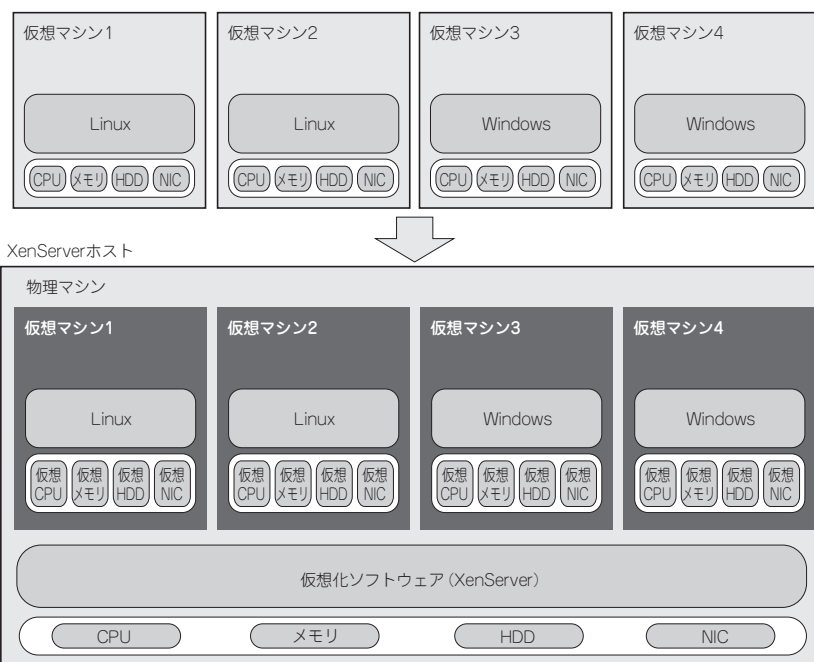 仮想マシン1 仮想マシン2 仮想マシン3 仮想マシン4
Linux Linux Windows Windows
CPU メモリ HDD NIC CPU メモリ HDD NIC CPU メモリ HDD NIC CPU メモリ HDD NIC
XenServerホスト
物理マシン
仮想マシン1 仮想マシン2 仮想マシン3 仮想マシン4
Linux Linux Windows Windows
仮想 仮想 仮想 仮想 仮想 仮想 仮想 仮想 仮想 仮想 仮想 仮想 仮想 仮想 仮想 仮想
CPU メモリ HDD NIC CPU メモリ HDD NIC CPU メモリ HDD NIC CPU メモリ HDD NIC
仮想化ソフトウェア(XenServer)
CPU メモリ HDD NIC